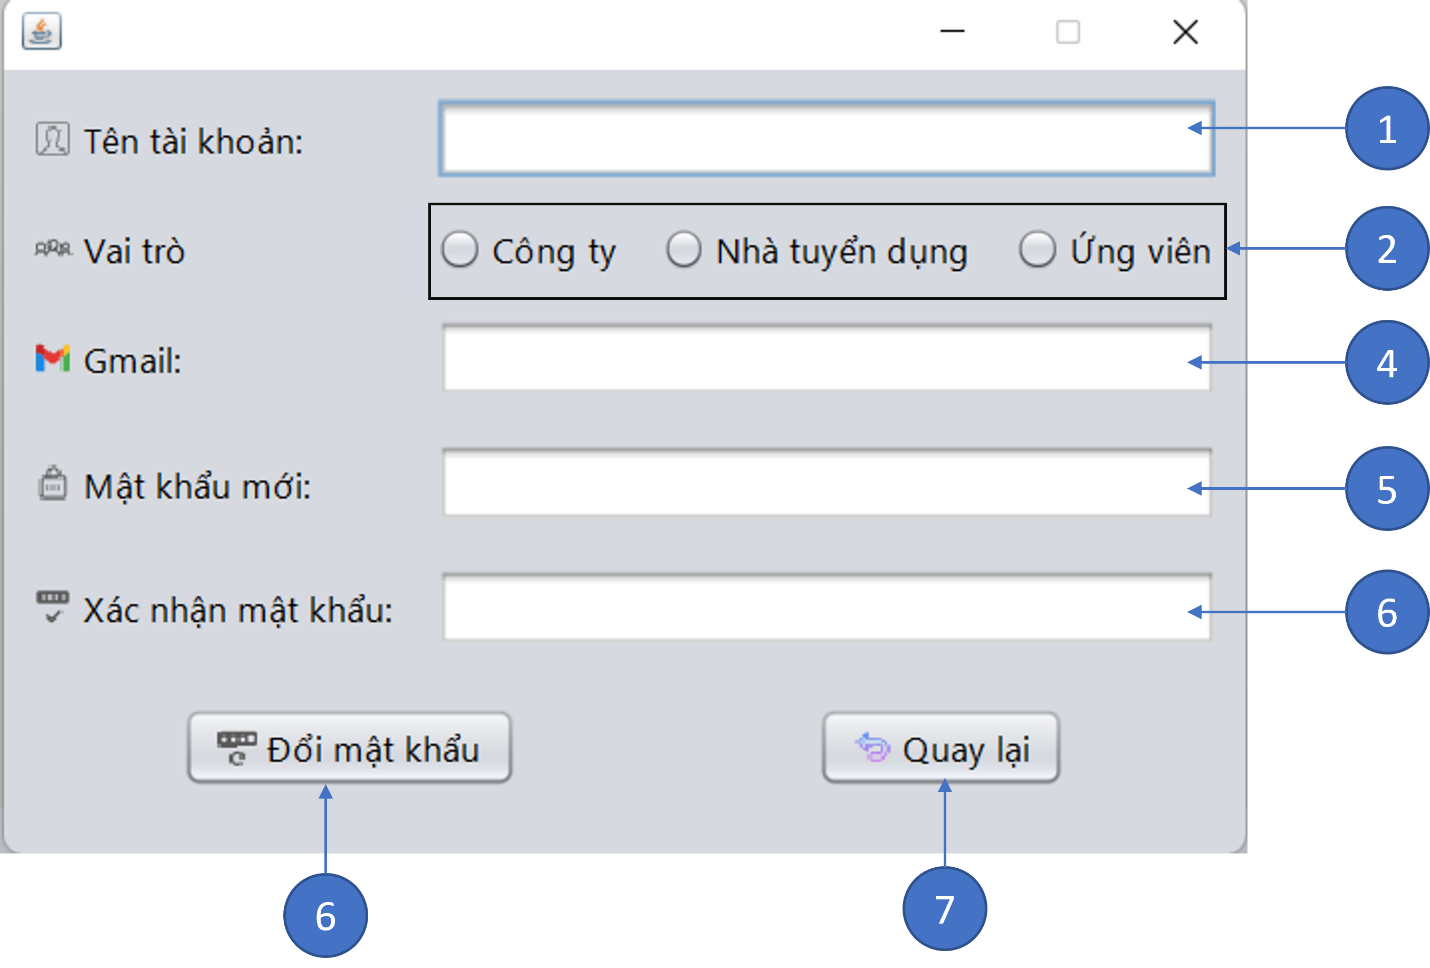 Tên tài khoản:
1
Vai trò
Công ty
Nhà tuyển dụng
Ứng viên
2
Gmail:
4
Mật khẩu mới:
5
Xác nhận mật khẩu:
6
Đổi mật khẩu
Quay lại
6
7